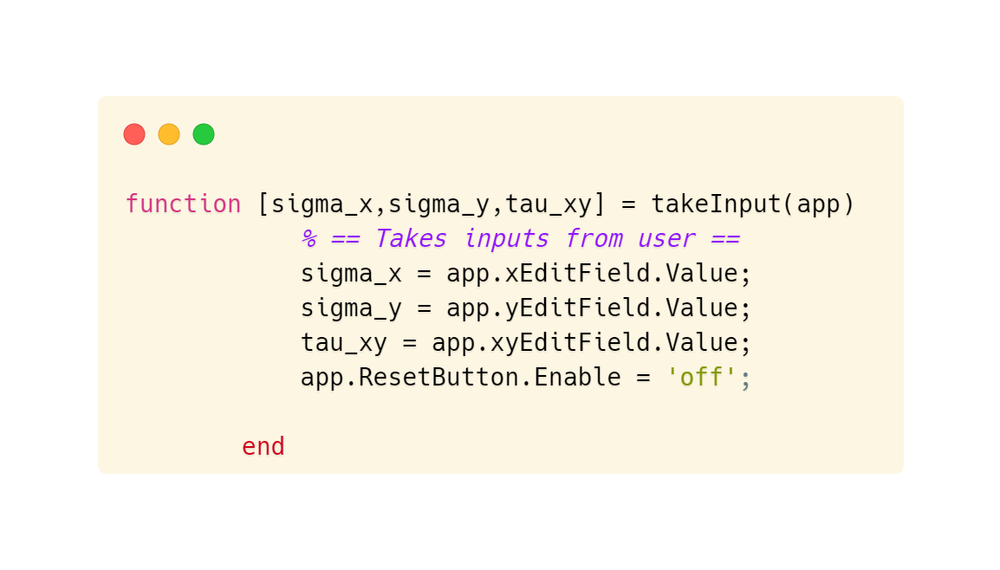 function [sigma_x,sigma_y,tau_xy] = takeInput(app)
% == Takes inputs from user ==
sigma_x = app.xEditField.Value;
sigma_y = app.yEditField.Value;
tau_xy = app.xyEditField.Value;
app.ResetButton.Enable = 'off';
end